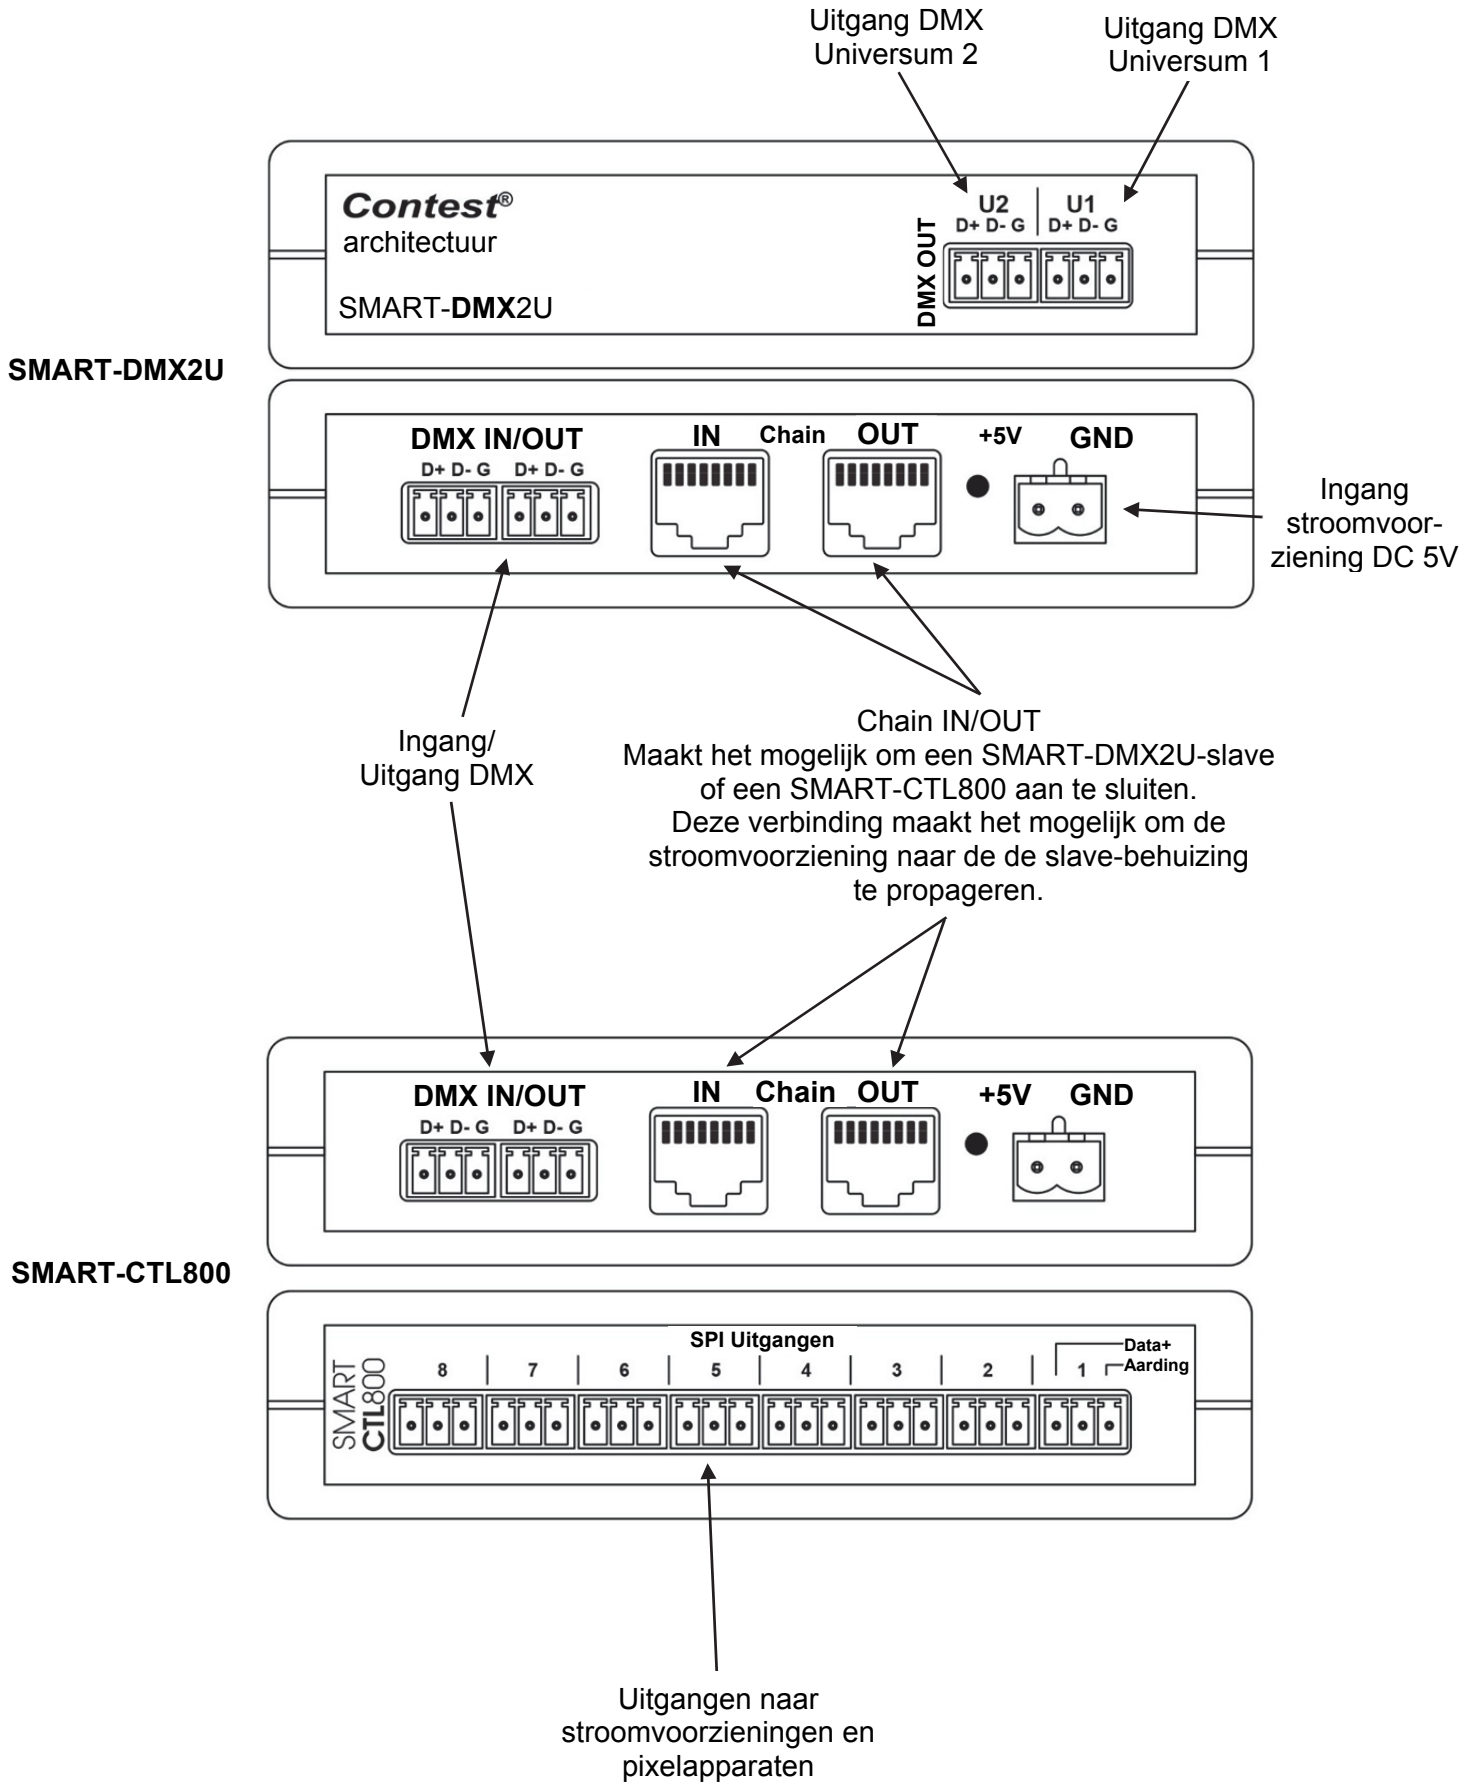 Uitgang DMX
Universum 2
Uitgang DMX
Universum 1
Contest®
architectuur
SMART-DMX2U
DMX OUT
U2 U1
D+ D- G D+ D- G
SMART-DMX2U
DMX IN/OUT IN Chain OUT +5V GND
D+ D- G D+ D- G
Ingang
stroomvoor-
ziening DC 5V
Ingang/
Uitgang DMX
Chain IN/OUT
Maakt het mogelijk om een SMART-DMX2U-slave
of een SMART-CTL800 aan te sluiten.
Deze verbinding maakt het mogelijk om de
stroomvoorziening naar de de slave-behuizing
te propageren.
DMX IN/OUT IN Chain OUT +5V GND
D+ D- G D+ D- G
SMART-CTL800
SPI Uitgangen
Data+
Aarding
8 7 6 5 4 3 2 1
SMART
CTL800
Uitgangen naar
stroomvoorzieningen en
pixelapparaten